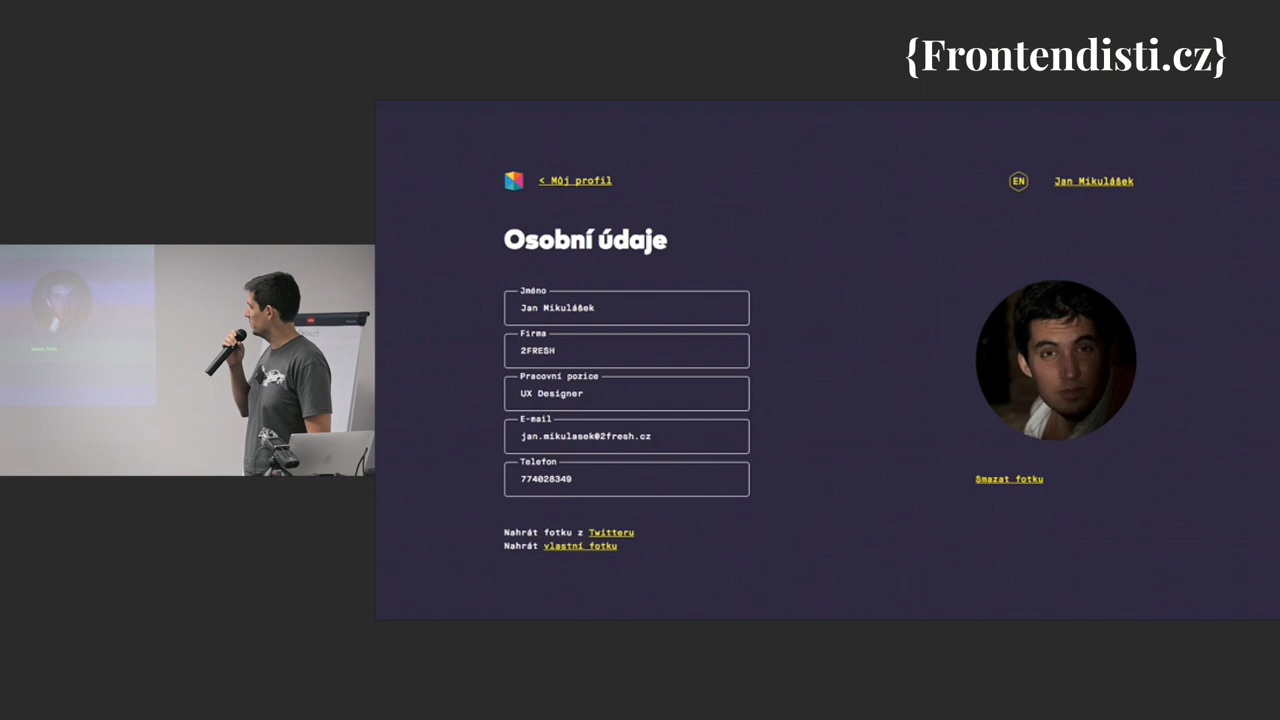 {Frontendisti.cz}
< Můj profil
EN
Jan Mikulášek
Osobní údaje
Jméno
Jan Mikulášek
Firma
2FRESH
Pracovní pozice
UX Designer
E-mail
jan.mikulasek@2fresh.cz
Telefon
774028349
Smazat fotku
Nahrát fotku z Twitteru
Nahrát vlastní fotku